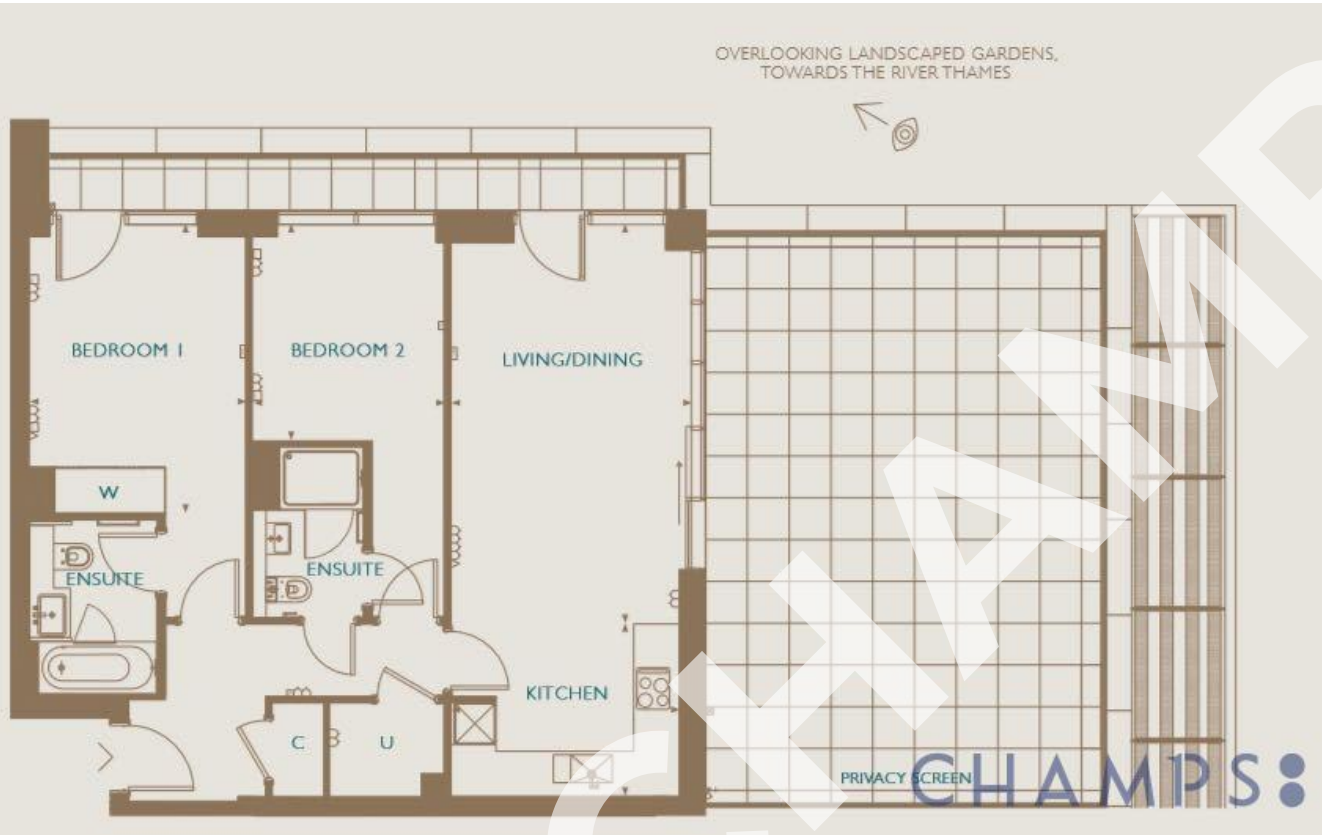 OVERLOOKING LANDSCAPED GARDENS,
TOWARDS THE RIVER THAMES
BEDROOM 1
BEDROOM 2
LIVING/DINING
W
ENSUITE
ENSUITE
KITCHEN
C
U
PRIVACY SCREEN
CHAMPS:
CHAMP